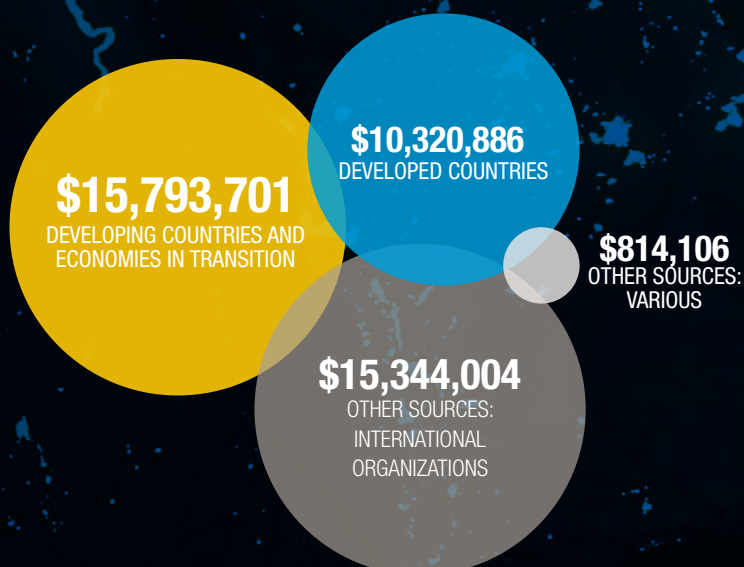 $10,320,886
DEVELOPED COUNTRIES
$15,793,701
DEVELOPING COUNTRIES AND
ECONOMIES IN TRANSITION
$814,106
OTHER SOURCES:
VARIOUS
$15,344,004
OTHER SOURCES:
INTERNATIONAL
ORGANIZATIONS